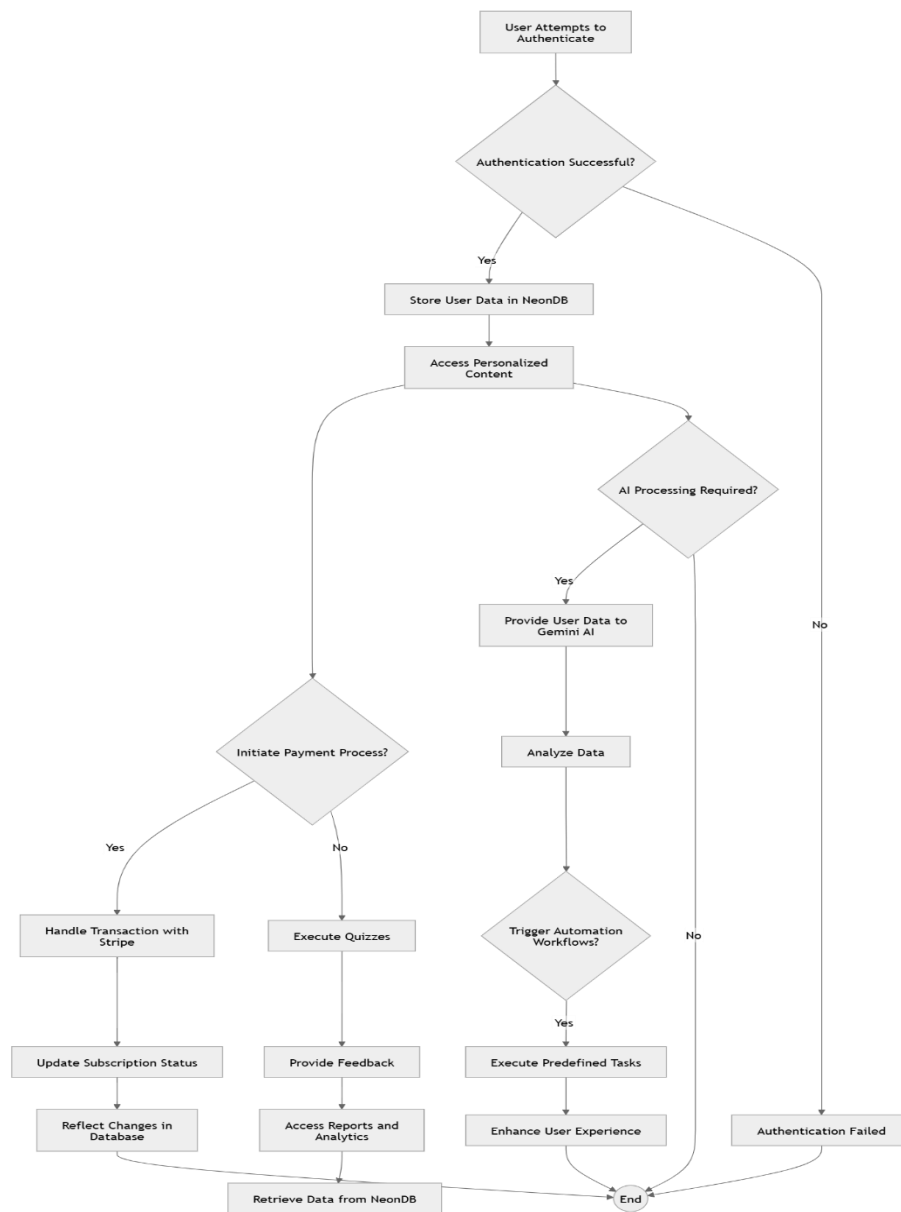 User Attempts to
Authenticate
Authentication Successful?
Yes
Store User Data in NeonDB
Access Personalized
Content
AI Processing Required?
Yes
Provide User Data to
Gemini AI
No
Initiate Payment Process?
Analyze Data
Yes
No
Handle Transaction with
Stripe
Execute Quizzes
Trigger Automation
Workflows?
No
Yes
Update Subscription Status
Provide Feedback
Execute Predefined Tasks
Reflect Changes in
Database
Access Reports and
Analytics
Enhance User Experience
Authentication Failed
Retrieve Data from NeonDB
End